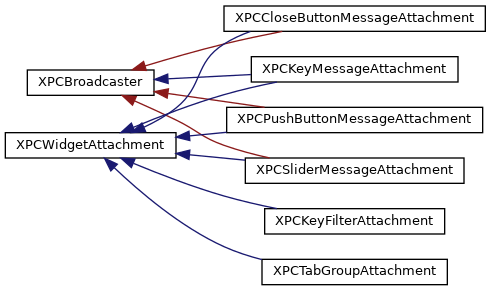 XPCCloseButtonMessageAttachment
XPCKeyMessageAttachment
XPCBroadcaster
XPCPushButtonMessageAttachment
XPCWidgetAttachment
XPCSliderMessageAttachment
XPCKeyFilterAttachment
XPCTabGroupAttachment